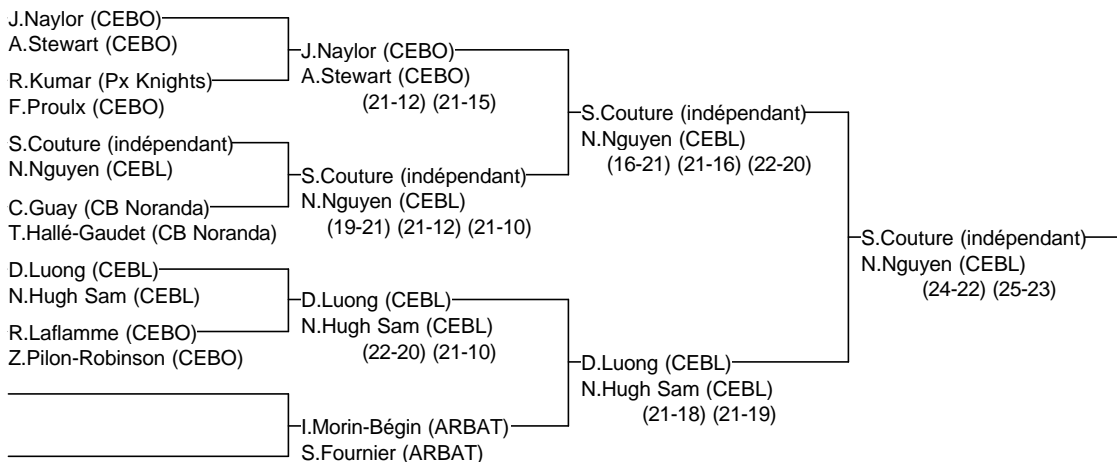 J.Naylor (CEBO)
A.Stewart (CEBO)
R.Kumar (Px Knights)
F.Proulx (CEBO)
S.Couture (indépendant)
N.Nguyen (CEBL)
C.Guay (CB Noranda)
T.Hallé-Gaudet (CB Noranda)
D.Luong (CEBL)
N.Hugh Sam (CEBL)
R.Laflamme (CEBO)
Z.Pilon-Robinson (CEBO)
J.Naylor (CEBO)
A.Stewart (CEBO)
(21-12) (21-15)
S.Couture (indépendant)
N.Nguyen (CEBL)
(19-21) (21-12) (21-10)
D.Luong (CEBL)
N.Hugh Sam (CEBL)
(22-20) (21-10)
I.Morin-Bégin (ARBAT)
S.Fournier (ARBAT)
S.Couture (indépendant)
N.Nguyen (CEBL)
(16-21) (21-16) (22-20)
D.Luong (CEBL)
N.Hugh Sam (CEBL)
(21-18) (21-19)
S.Couture (indépendant)
N.Nguyen (CEBL)
(24-22) (25-23)